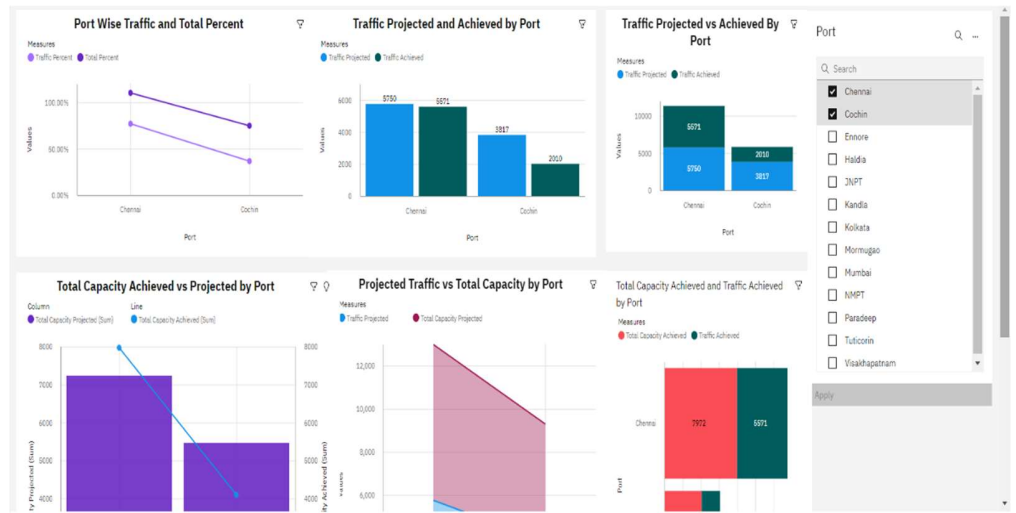 Port Wise Traffic and Total Percent
Measures
Traffic Percent Total Percent
100.00%
50.00%
0.00%
Values
Chennai Cochin
Port
Traffic Projected and Achieved by Port
Measures
Traffic Projected Traffic Achieved
6000
4000
2000
0
Values
5750 5571 3817 2010
Chennai Cochin
Port
Traffic Projected vs Achieved By
Port
Measures
Traffic Projected Traffic Achieved
10000
5000
0
Values
5571
5750
2010
3817
Chennai Cochin
Port
Port
...
Search
Chennai
Cochin
Ennore
Haldia
JNPT
Kandla
Kolkata
Mormugao
Mumbai
NMPT
Paradeep
Tuticorin
Visakhapatnam
Apply
Total Capacity Achieved vs Projected by Port
Column Line
Total Capacity Projected (Sum) Total Capacity Achieved (Sum)
8000 8000
7000 7000
6000 6000
5000 5000
4000 4000
ty Projected (Sum)
ity Achieved (Sum)
Projected Traffic vs Total Capacity by Port
Measures
Traffic Projected Total Capacity Projected
12,000
10,000
8,000
6,000
Values
Total Capacity Achieved and Traffic Achieved
by Port
Measures
Total Capacity Achieved Traffic Achieved
Chennai
7972 5571
Port